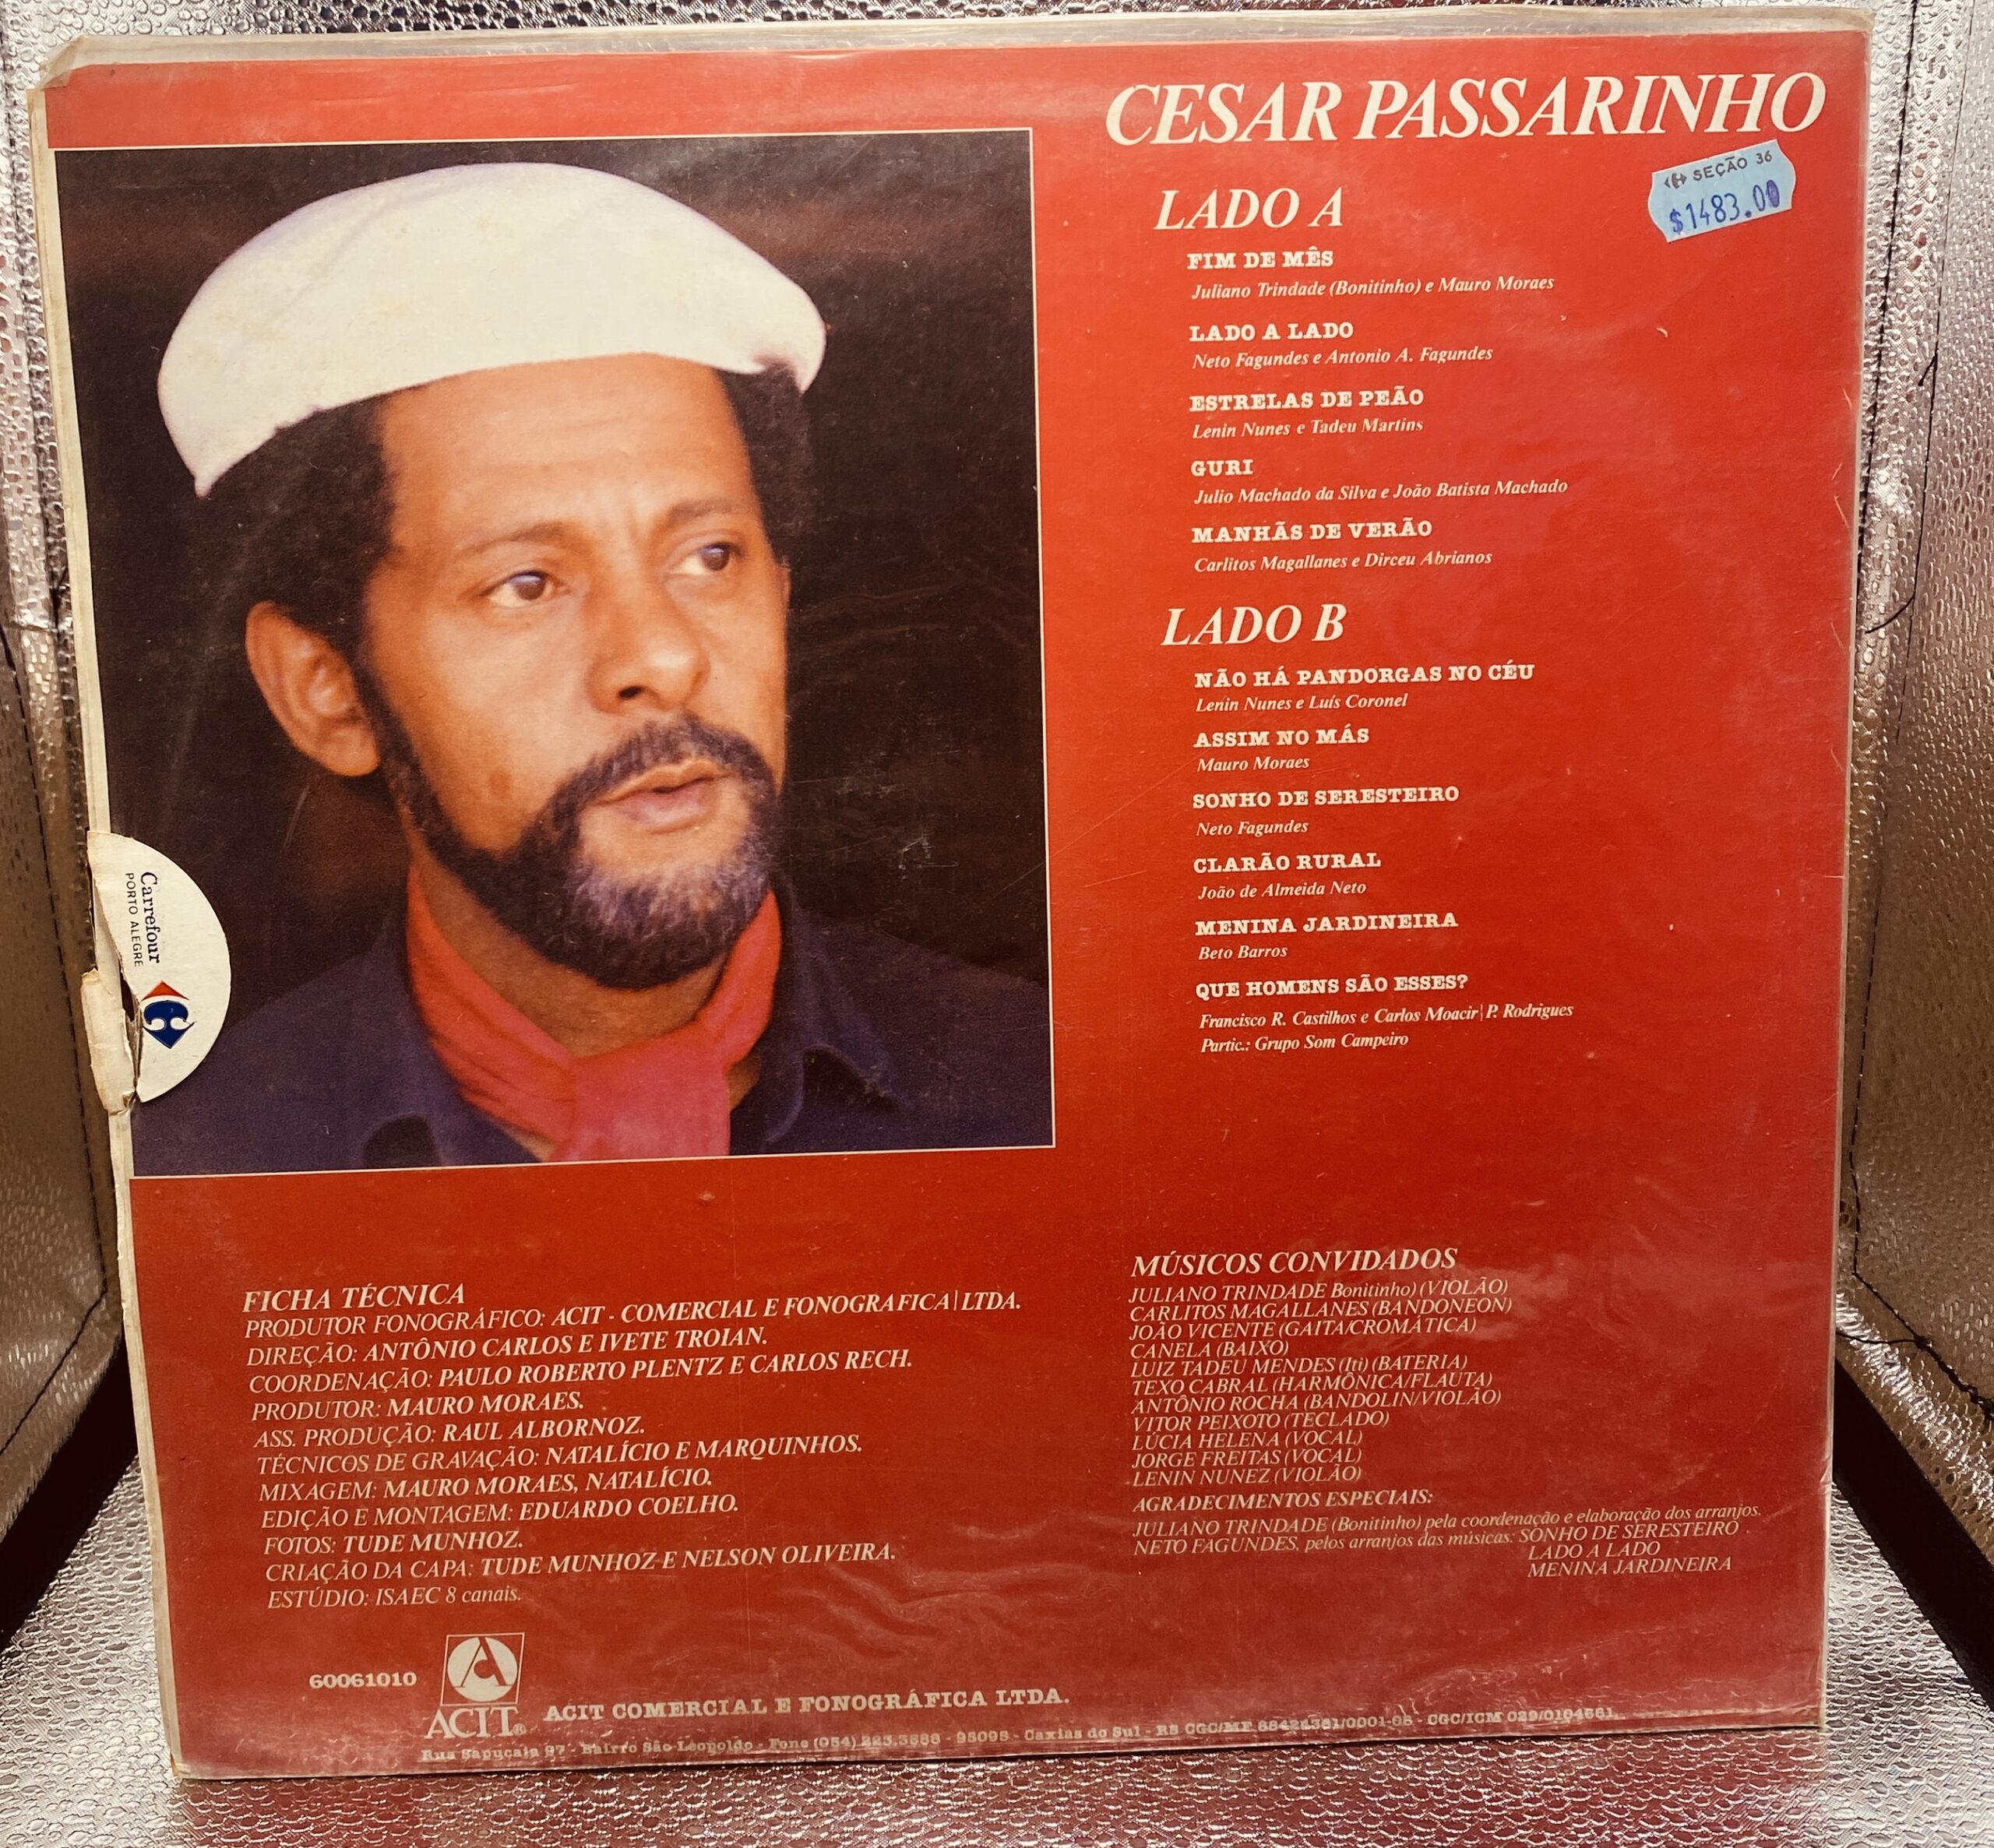 CESAR PASSARINHO
SEÇÃO 36
$1483.00
LADO A
FIM DE MÊS
Juliano Trindade (Bonitinho) e Mauro Moraes
LADO A LADO
Neto Fagundes e Antonio A. Fagundes
ESTRELAS DE PEÃO
Lenin Nunes e Tadeu Martins
GURI
Julio Machado da Silva e João Batista Machado
MANHÃS DE VERÃO
Carlitos Magallanes e Dirceu Abrianos
LADO B
NÃO HÁ PANDORGAS NO CÉU
Lenin Nunes e Luís Coronel
ASSIM NO MÁS
Mauro Moraes
SONHO DE SERESTEIRO
Neto Fagundes
CLARÃO RURAL
João de Almeida Neto
MENINA JARDINEIRA
Beto Barros
QUE HOMENS SÃO ESSES?
Francisco R. Castilhos e Carlos Moacir|P. Rodrigues
Partic.: Grupo Som Campeiro
Carrefour
PORTO ALEGRE
FICHA TÉCNICA
PRODUTOR FONOGRÁFICO: ACIT - COMERCIAL E FONOGRAFICA|LTDA.
DIREÇÃO: ANTÔNIO CARLOS E IVETE TROIAN.
COORDENAÇÃO: PAULO ROBERTO PLENTZ E CARLOS RECH.
PRODUTOR: MAURO MORAES.
ASS. PRODUÇÃO: RAUL ALBORNOZ.
TÉCNICOS DE GRAVAÇÃO: NATALÍCIO E MARQUINHOS.
MIXAGEM: MAURO MORAES, NATALÍCIO.
EDIÇÃO E MONTAGEM: EDUARDO COELHO.
FOTOS: TUDE MUNHOZ.
CRIAÇÃO DA CAPA: TUDE MUNHOZ E NELSON OLIVEIRA.
ESTÚDIO: ISAEC 8 canais.
MÚSICOS CONVIDADOS
JULIANO TRINDADE Bonitinho) (VIOLÃO)
CARLITOS MAGALLANES (BANDONEON)
JOÃO VICENTE (GAITA/CROMÁTICA)
CANELA (BAIXO)
LUIZ TADEU MENDES (Iti) (BATERIA)
TEXO CABRAL (HARMÔNICA/FLAUTA)
ANTÔNIO ROCHA (BANDOLIN/VIOLÃO)
VITOR PEIXOTO (TECLADO)
LÚCIA HELENA (VOCAL)
JORGE FREITAS (VOCAL)
LENIN NUNEZ (VIOLÃO)
AGRADECIMENTOS ESPECIAIS:
JULIANO TRINDADE (Bonitinho) pela coordenação e elaboração dos arranjos.
NETO FAGUNDES, pelos arranjos das músicas: SONHO DE SERESTEIRO
LADO A LADO
MENINA JARDINEIRA
60061010
ACIT®
ACIT COMERCIAL E FONOGRÁFICA LTDA.
Rua Sapucaia 97 - Bairro São Leopoldo - Fone (054) - 95098 - Caxias do Sul - RS CGC/MF - CGC/ICM